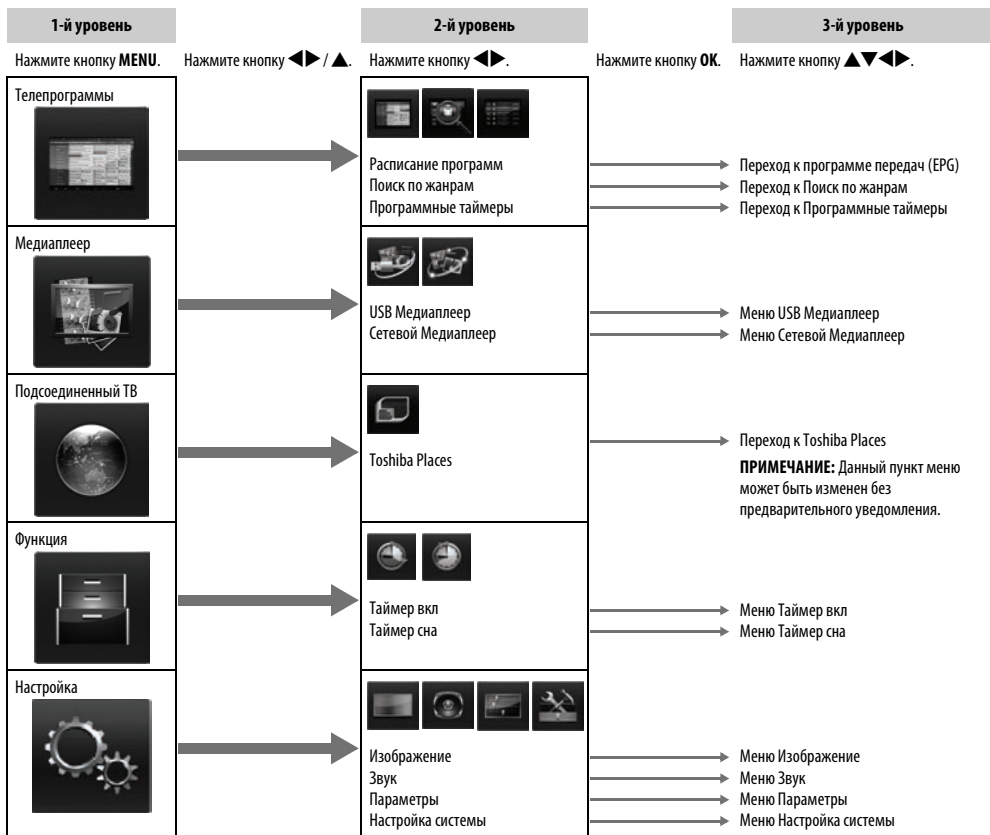 1-й уровень
2-й уровень
3-й уровень
Нажмите кнопку MENU.
Нажмите кнопку ◀▶ / ▲.
Нажмите кнопку ◀▶.
Нажмите кнопку OK.
Нажмите кнопку ▲▼◀▶.
Телепрограммы
Расписание программ
Поиск по жанрам
Программные таймеры
Переход к программе передач (EPG)
Переход к Поиск по жанрам
Переход к Программные таймеры
Медиаплеер
USB Медиаплеер
Сетевой Медиаплеер
Меню USB Медиаплеер
Меню Сетевой Медиаплеер
Подсоединенный ТВ
Toshiba Places
Переход к Toshiba Places
ПРИМЕЧАНИЕ: Данный пункт меню
может быть изменен без
предварительного уведомления.
Функция
Таймер вкл
Таймер сна
Меню Таймер вкл
Меню Таймер сна
Настройка
Изображение
Звук
Параметры
Настройка системы
Меню Изображение
Меню Звук
Меню Параметры
Меню Настройка системы